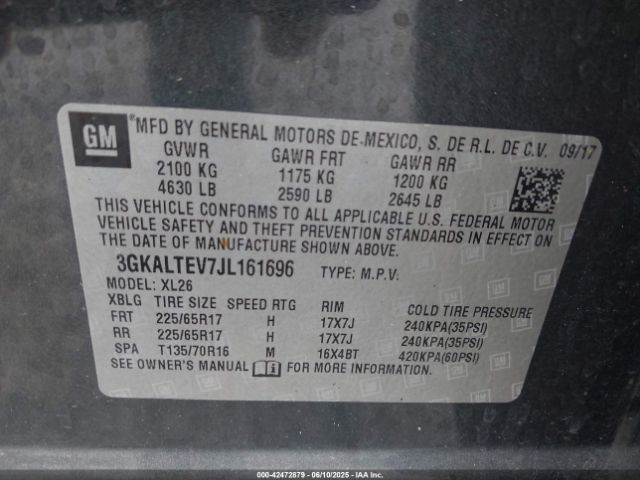 GM
MFD BY GENERAL MOTORS DE MEXICO, S. DE R.L. DE C.V. 09/17
GVWR GAWR FRT GAWR RR
2100 KG 1175 KG 1200 KG
4630 LB 2590 LB 2645 LB
THIS VEHICLE CONFORMS TO ALL APPLICABLE U.S. FEDERAL MOTOR
VEHICLE SAFETY AND THEFT PREVENTION STANDARDS IN EFFECT ON
THE DATE OF MANUFACTURE SHOWN ABOVE.
3GKALTEV7JL161696 TYPE: M.P.V.
MODEL: XL26
XBLG TIRE SIZE SPEED RTG RIM COLD TIRE PRESSURE
FRT 225/65R17 H 17X7J 240KPA(35PSI)
RR 225/65R17 H 17X7J 240KPA(35PSI)
SPA T135/70R16 M 16X4BT 420KPA(60PSI)
SEE OWNER'S MANUAL FOR MORE INFORMATION.
000-42472879 06/10/2025 IAA, Inc.